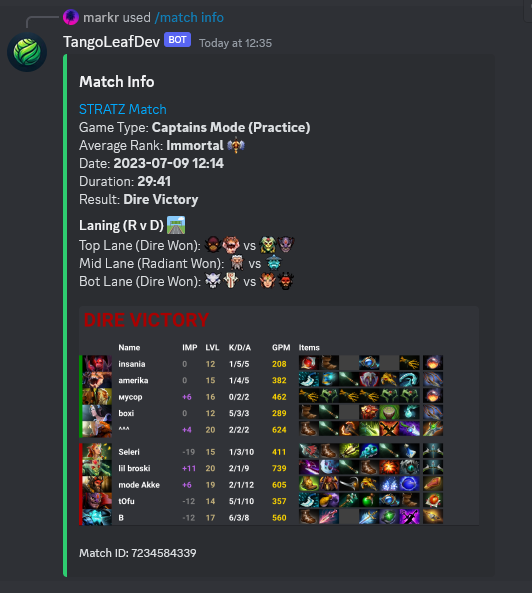 markr used /match info
TangoLeafDev BOT Today at 12:35
Match Info
STRATZ Match
Game Type: Captains Mode (Practice)
Average Rank: Immortal
Date: 2023-07-09 12:14
Duration: 29:41
Result: Dire Victory
Laning (R v D)
Top Lane (Dire Won): vs
Mid Lane (Radiant Won): vs
Bot Lane (Dire Won): vs
DIRE VICTORY
Name IMP LVL K/D/A GPM Items
insania 0 12 1/5/5 208
amerika 0 15 1/4/5 382
мусор +6 16 0/2/2 462
boxi 0 12 5/3/3 289
^^^ +4 20 2/2/2 624
Seleri -19 15 1/3/10 411
lil broski +11 20 2/1/9 739
mode Akke +6 19 2/1/12 605
tOfu -12 14 5/1/10 357
B -12 17 6/3/8 560
Match ID: 7234584339